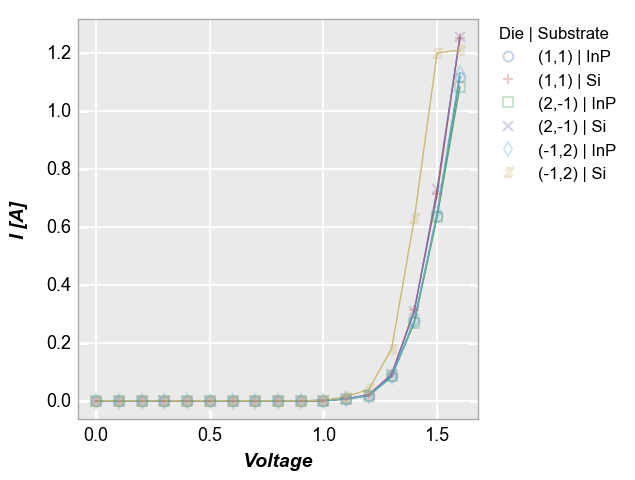 Die | Substrate
(1,1) | InP
(1,1) | Si
(2,-1) | InP
(2,-1) | Si
(-1,2) | InP
(-1,2) | Si
I [A]
1.2
1.0
0.8
0.6
0.4
0.2
0.0
0.0 0.5 1.0 1.5
Voltage